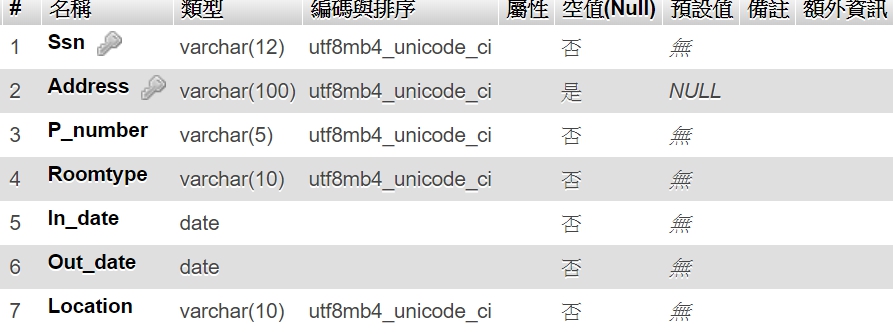 # 名稱 類型 編碼與排序 屬性 空值(Null) 預設值 備註 額外資訊
1 Ssn varchar(12) utf8mb4_unicode_ci 否 無
2 Address varchar(100) utf8mb4_unicode_ci 是 NULL
3 P_number varchar(5) utf8mb4_unicode_ci 否 無
4 Roomtype varchar(10) utf8mb4_unicode_ci 否 無
5 In_date date 否 無
6 Out_date date 否 無
7 Location varchar(10) utf8mb4_unicode_ci 否 無